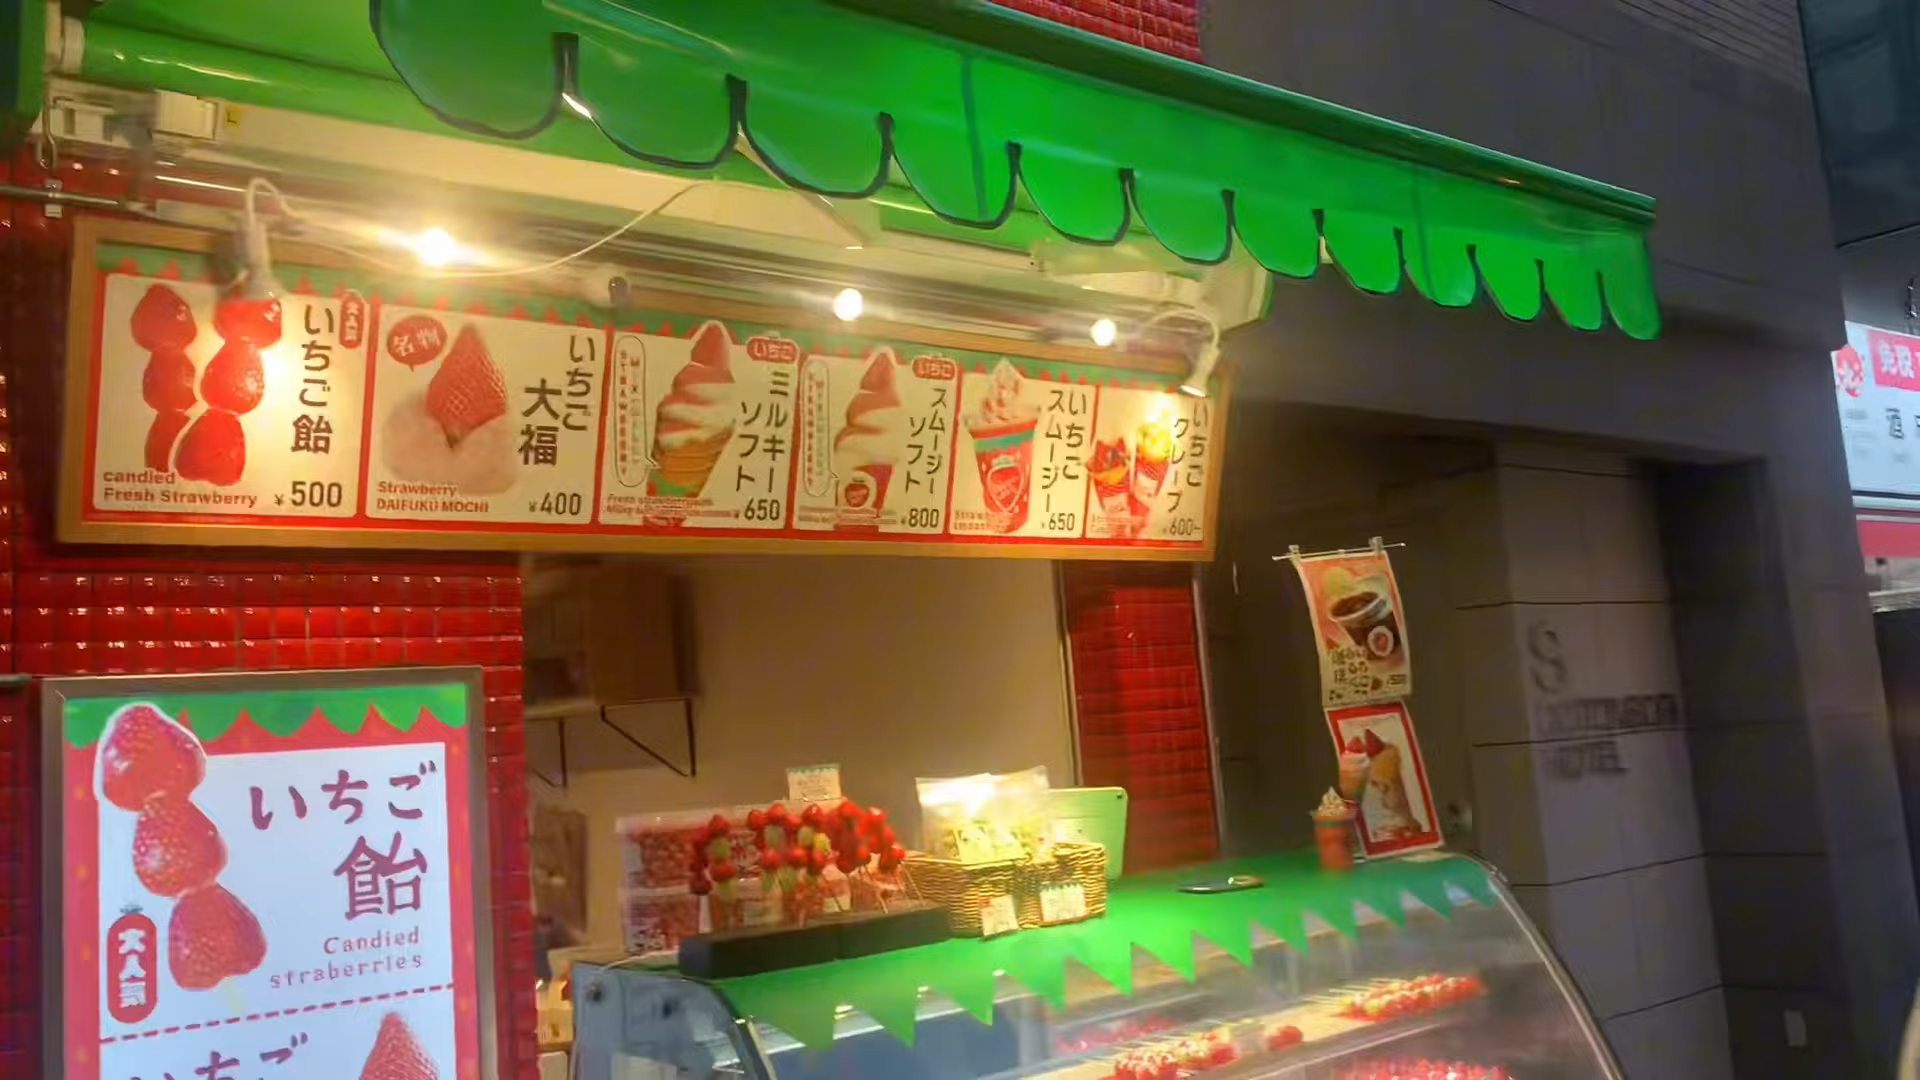 大人気
いちご飴
candied
Fresh Strawberry
¥500
名物
いちご
大福
Strawberry
DAIFUKU MOCHI
¥400
いちご
ミルキー
ソフト
¥650
いちご
スムージー
ソフト
¥800
いちご
スムージー
¥650
いちご
クレープ
¥600~
いちご
飴
大人気
Candied
straberries
いちご
HOTEL
免税